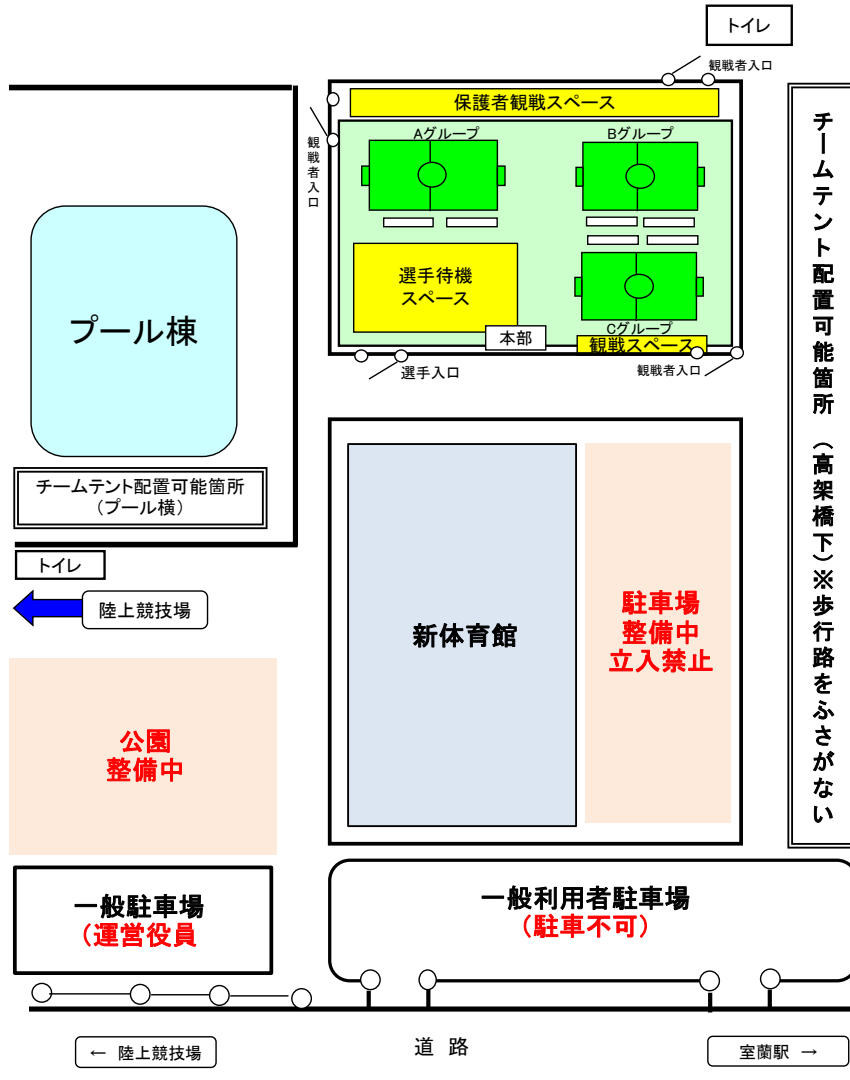 トイレ
観戦者入口
保護者観戦スペース
Aグループ
Bグループ
観戦者入口
選手待機
スペース
本部
Cグループ
観戦スペース
選手入口
観戦者入口
チームテント配置可能箇所 (高架橋下)※歩行路をふさがない
プール棟
チームテント配置可能箇所
(プール横)
トイレ
陸上競技場
新体育館
駐車場
整備中
立入禁止
公園
整備中
一般駐車場
(運営役員
一般利用者駐車場
(駐車不可)
← 陸上競技場
道 路
室蘭駅 →